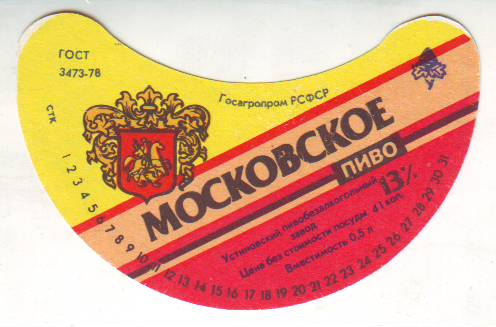 ГОСТ
3473-78
Госагропром РСФСР
стк
МОСКОВСКОЕ
ПИВО
13%
Устиновский пивобезалкогольный
завод
Цена без стоимости посуды 41 коп.
Вместимость 0,5 л
1 2 3 4 5 6 7 8 9 10 11 12 13 14 15 16 17 18 19 20 21 22 23 24 25 26 27 28 29 30 31